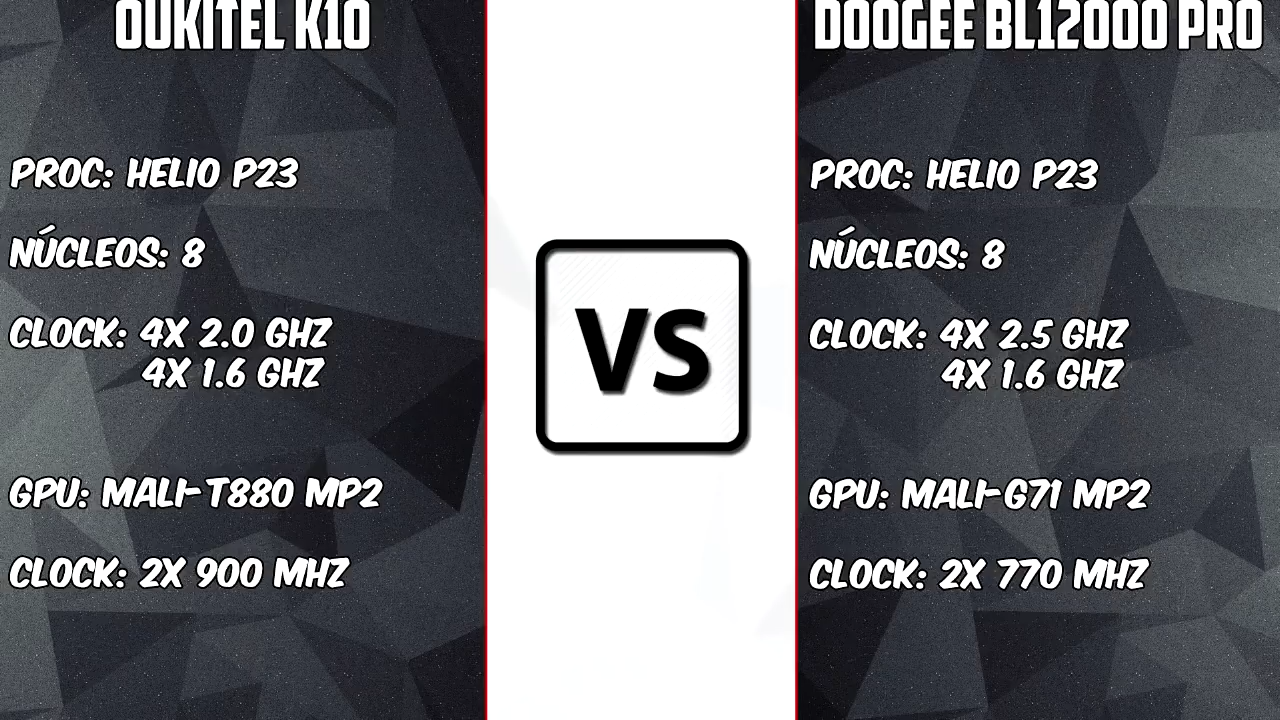 OUKITEL K10
PROC: HELIO P23
NÚCLEOS: 8
CLOCK: 4X 2.0 GHZ
4X 1.6 GHZ
GPU: MALI-T880 MP2
CLOCK: 2X 900 MHZ
VS
DOOGEE BL12000 PRO
PROC: HELIO P23
NÚCLEOS: 8
CLOCK: 4X 2.5 GHZ
4X 1.6 GHZ
GPU: MALI-G71 MP2
CLOCK: 2X 770 MHZ